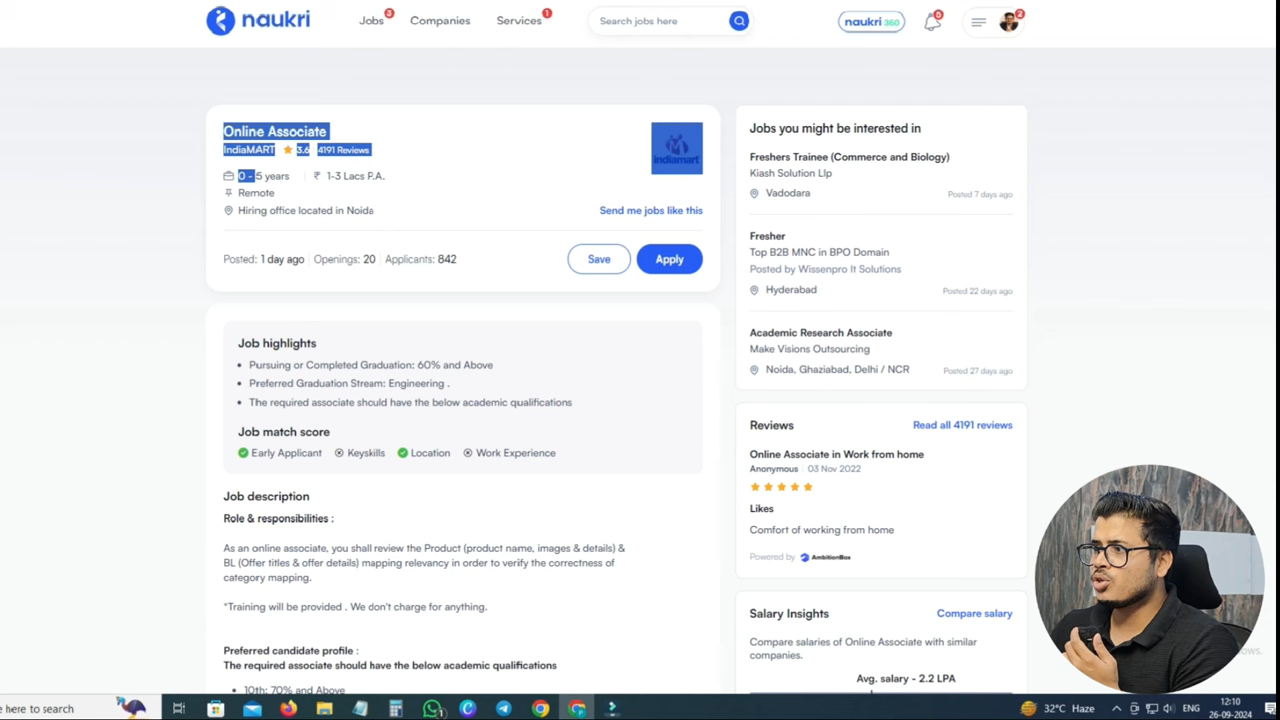 naukri
Jobs 3
Companies
Services 1
Search jobs here
naukri 360
2
Online Associate
IndiaMART 3.6 4191 Reviews
0 - 5 years ₹ 1-3 Lacs P.A.
Remote
Hiring office located in Noida
Send me jobs like this
indiamart
Posted: 1 day ago Openings: 20 Applicants: 842
Save
Apply
Job highlights
Pursuing or Completed Graduation: 60% and Above
Preferred Graduation Stream: Engineering .
The required associate should have the below academic qualifications
Job match score
Early Applicant Keyskills Location Work Experience
Job description
Role & responsibilities :
As an online associate, you shall review the Product (product name, images & details) &
BL (Offer titles & offer details) mapping relevancy in order to verify the correctness of
category mapping.
*Training will be provided . We don't charge for anything.
Preferred candidate profile :
The required associate should have the below academic qualifications
10th: 70% and Above
Jobs you might be interested in
Freshers Trainee (Commerce and Biology)
Kiash Solution Llp
Vadodara
Posted 7 days ago
Fresher
Top B2B MNC in BPO Domain
Posted by Wissenpro It Solutions
Hyderabad
Posted 22 days ago
Academic Research Associate
Make Visions Outsourcing
Noida, Ghaziabad, Delhi / NCR
Posted 27 days ago
Reviews
Read all 4191 reviews
Online Associate in Work from home
Anonymous 03 Nov 2022
Likes
Comfort of working from home
Powered by AmbitionBox
Salary Insights
Compare salary
Compare salaries of Online Associate with similar
companies.
Avg. salary - 2.2 LPA
ows.
e here to search
32°C Haze
ENG
12:10
26-09-2024